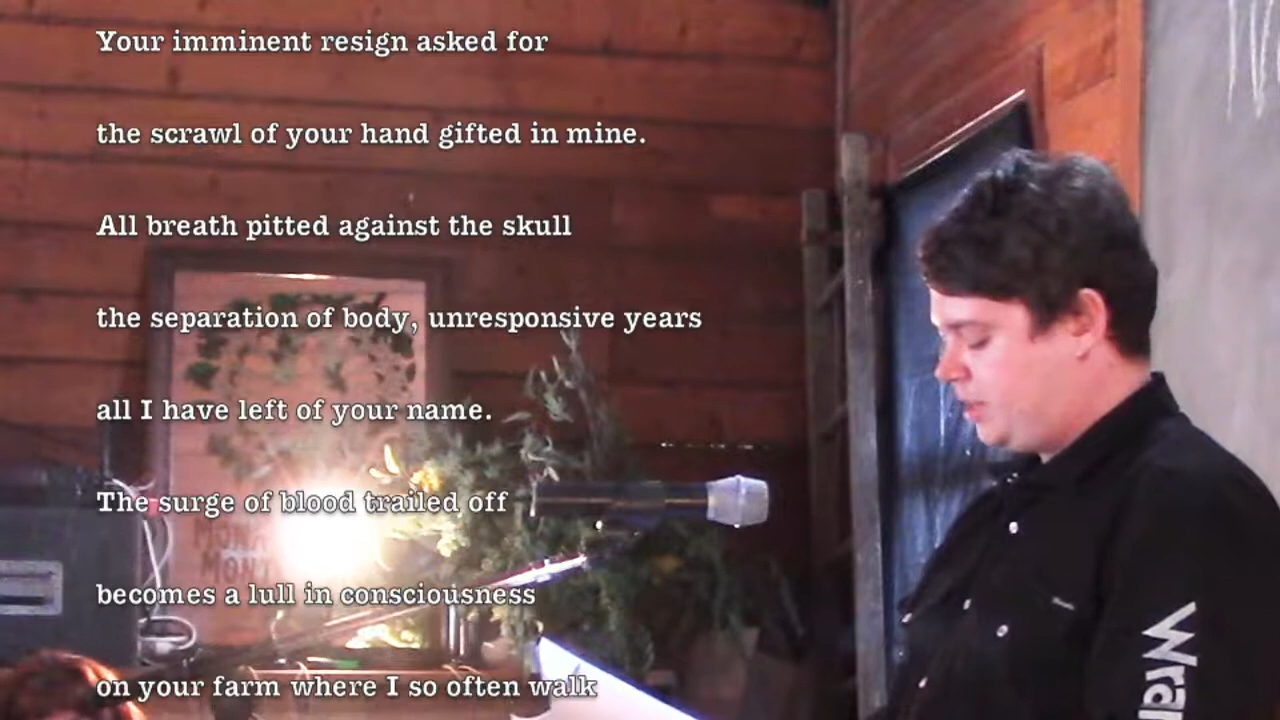 Your imminent resign asked for
the scrawl of your hand gifted in mine.
All breath pitted against the skull
the separation of body, unresponsive years
all I have left of your name.
The surge of blood trailed off
becomes a lull in consciousness
on your farm where I so often walk
Wran